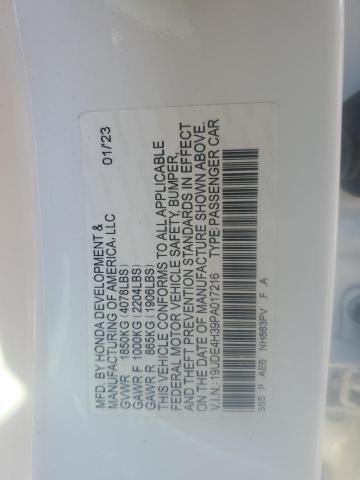 MFD. BY HONDA DEVELOPMENT &
MANUFACTURING OF AMERICA, LLC 01/'23
GVWR 1850KG(4078LBS)
GAWR F 1000KG(2204LBS)
GAWR R 865KG(1906LBS)
THIS VEHICLE CONFORMS TO ALL APPLICABLE
FEDERAL MOTOR VEHICLE SAFETY, BUMPER,
AND THEFT PREVENTION STANDARDS IN EFFECT
ON THE DATE OF MANUFACTURE SHOWN ABOVE.
V.I.N.:19UDE4H39PA017216 TYPE:PASSENGER CAR
355 P AE5 NH883PV F A